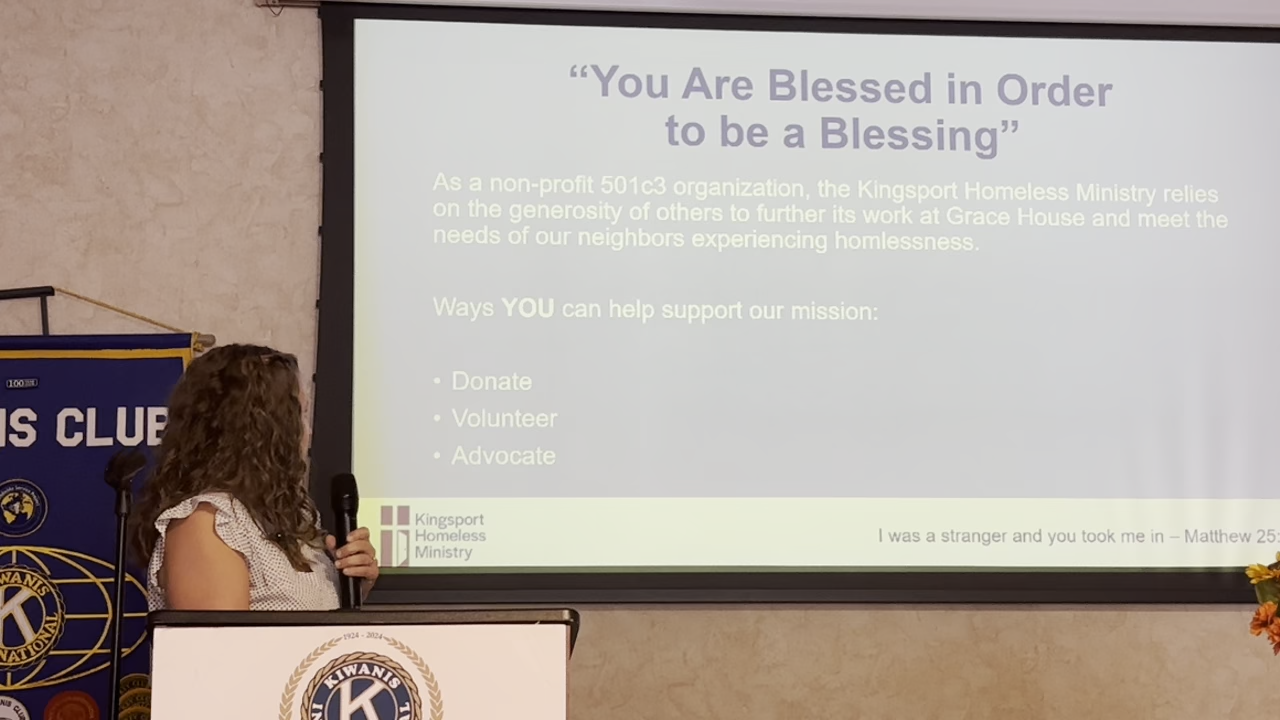 “You Are Blessed in Order
to be a Blessing”
As a non-profit 501c3 organization, the Kingsport Homeless Ministry relies
on the generosity of others to further its work at Grace House and meet the
needs of our neighbors experiencing homlessness.
Ways YOU can help support our mission:
• Donate
• Volunteer
• Advocate
Kingsport
Homeless
Ministry
I was a stranger and you took me in – Matthew 25:
100
IS CLUB
KIWANIS
K
NATIONAL
1924 - 2024
KIWANIS
K